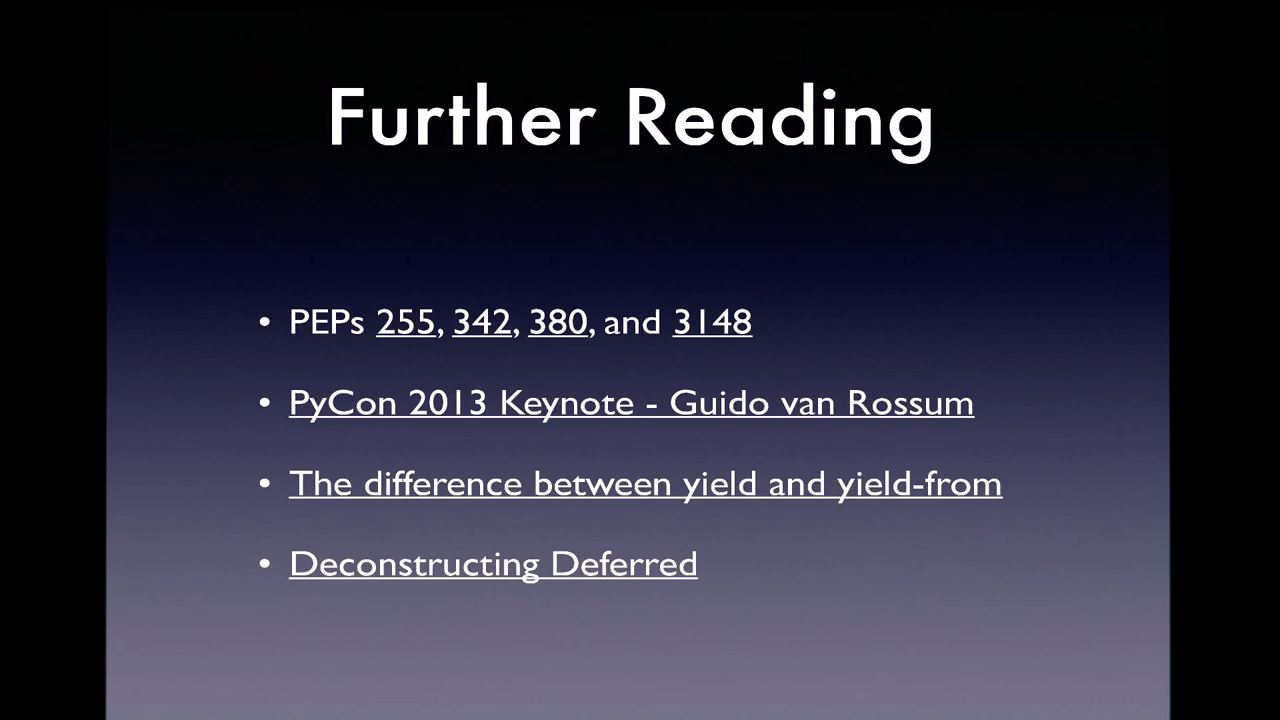 Further Reading
• PEPs 255, 342, 380, and 3148
• PyCon 2013 Keynote - Guido van Rossum
• The difference between yield and yield-from
• Deconstructing Deferred